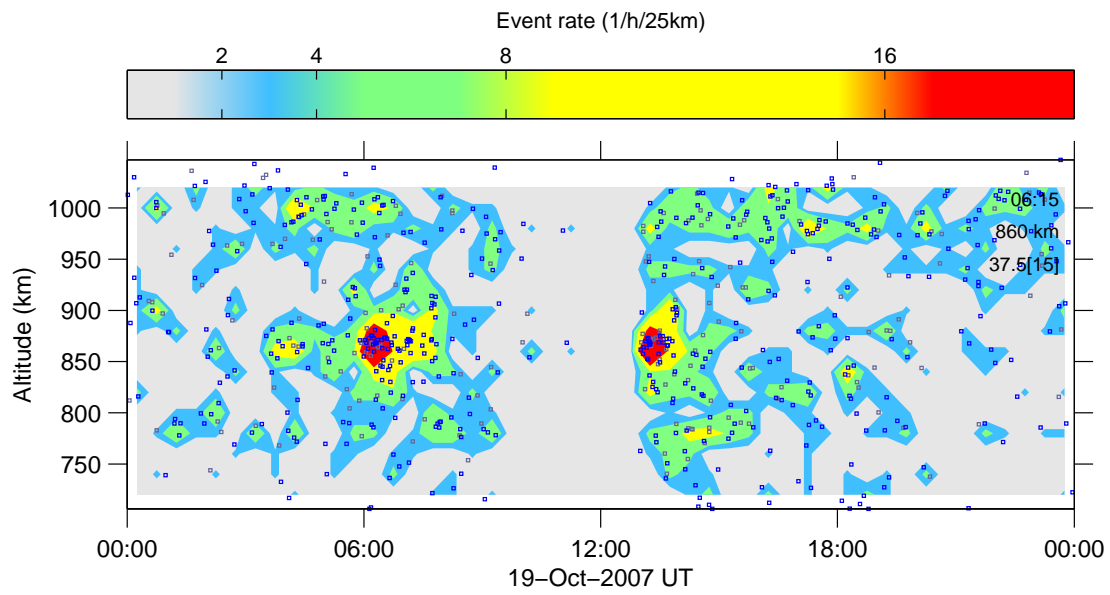 Event rate (1/h/25km)
2 4 8 16
1000
950
900
850
800
750
Altitude (km)
06:15
860 km
37.5[15]
00:00 06:00 12:00 18:00 00:00
19−Oct−2007 UT